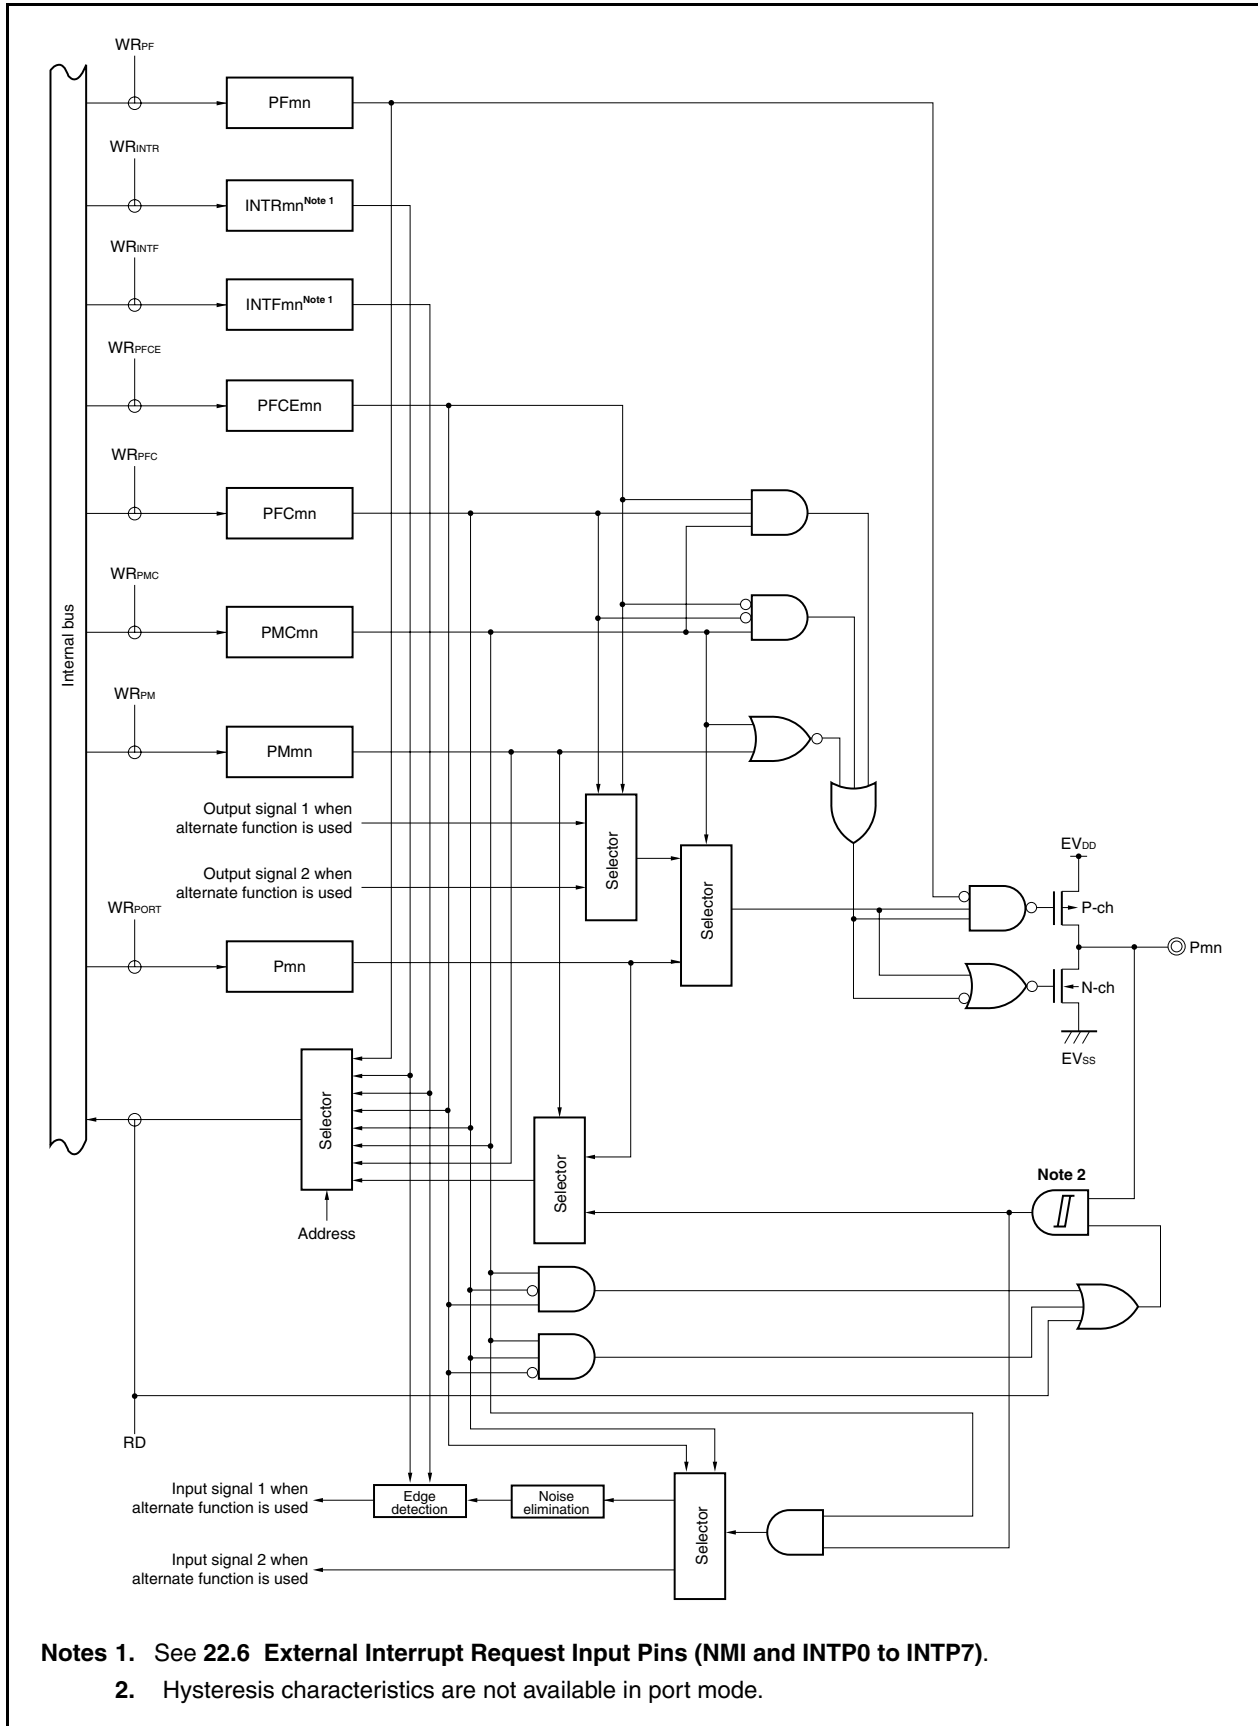 WRPF
PFmn
WRINTR
INTRmnNote 1
WRINTF
INTFmnNote 1
WRPFCE
PFCEmn
WRPFC
PFCmn
WRPMC
PMCmn
Internal bus
WRPM
PMmn
Output signal 1 when
alternate function is used
Selector
Output signal 2 when
alternate function is used
Selector
EVDD
P-ch
Pmn
N-ch
EVSS
WRPORT
Pmn
Selector
Address
Selector
Note 2
RD
Input signal 1 when
alternate function is used
Edge
detection
Noise
elimination
Selector
Input signal 2 when
alternate function is used
Notes 1. See 22.6 External Interrupt Request Input Pins (NMI and INTP0 to INTP7).
2. Hysteresis characteristics are not available in port mode.